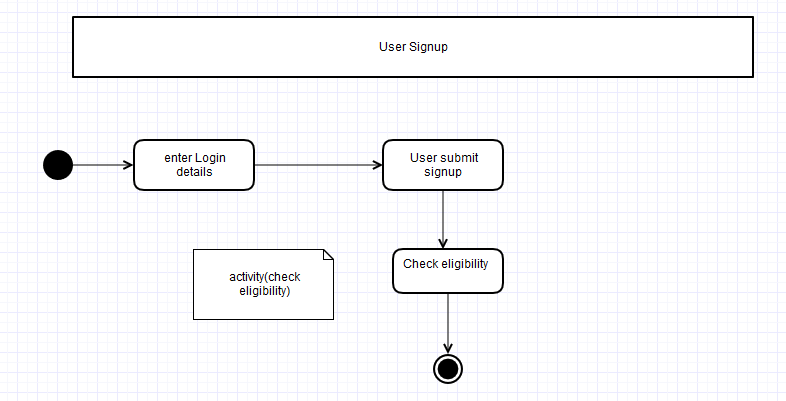 User Signup
enter Login
details
User submit
signup
Check eligibility
activity(check
eligibility)